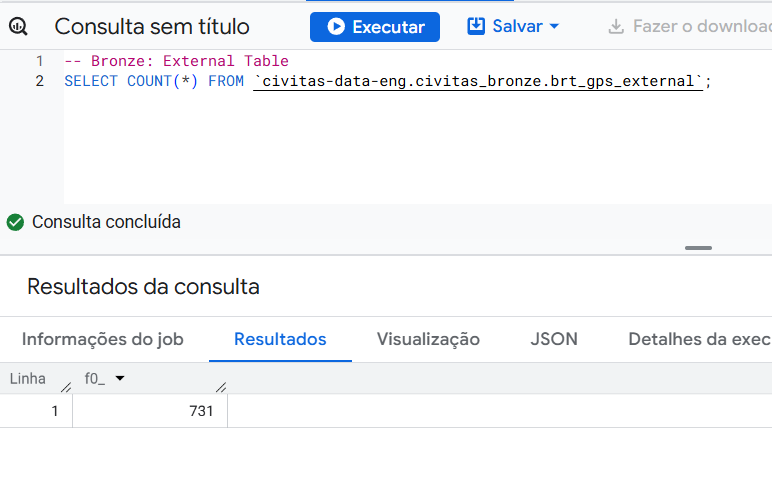 Consulta sem título
Executar
Salvar
Fazer o download
1 -- Bronze: External Table
2 SELECT COUNT(*) FROM `civitas-data-eng.civitas_bronze.brt_gps_external`;
Consulta concluída
Resultados da consulta
Informações do job
Resultados
Visualização
JSON
Detalhes da exec
Linha f0_
1 731